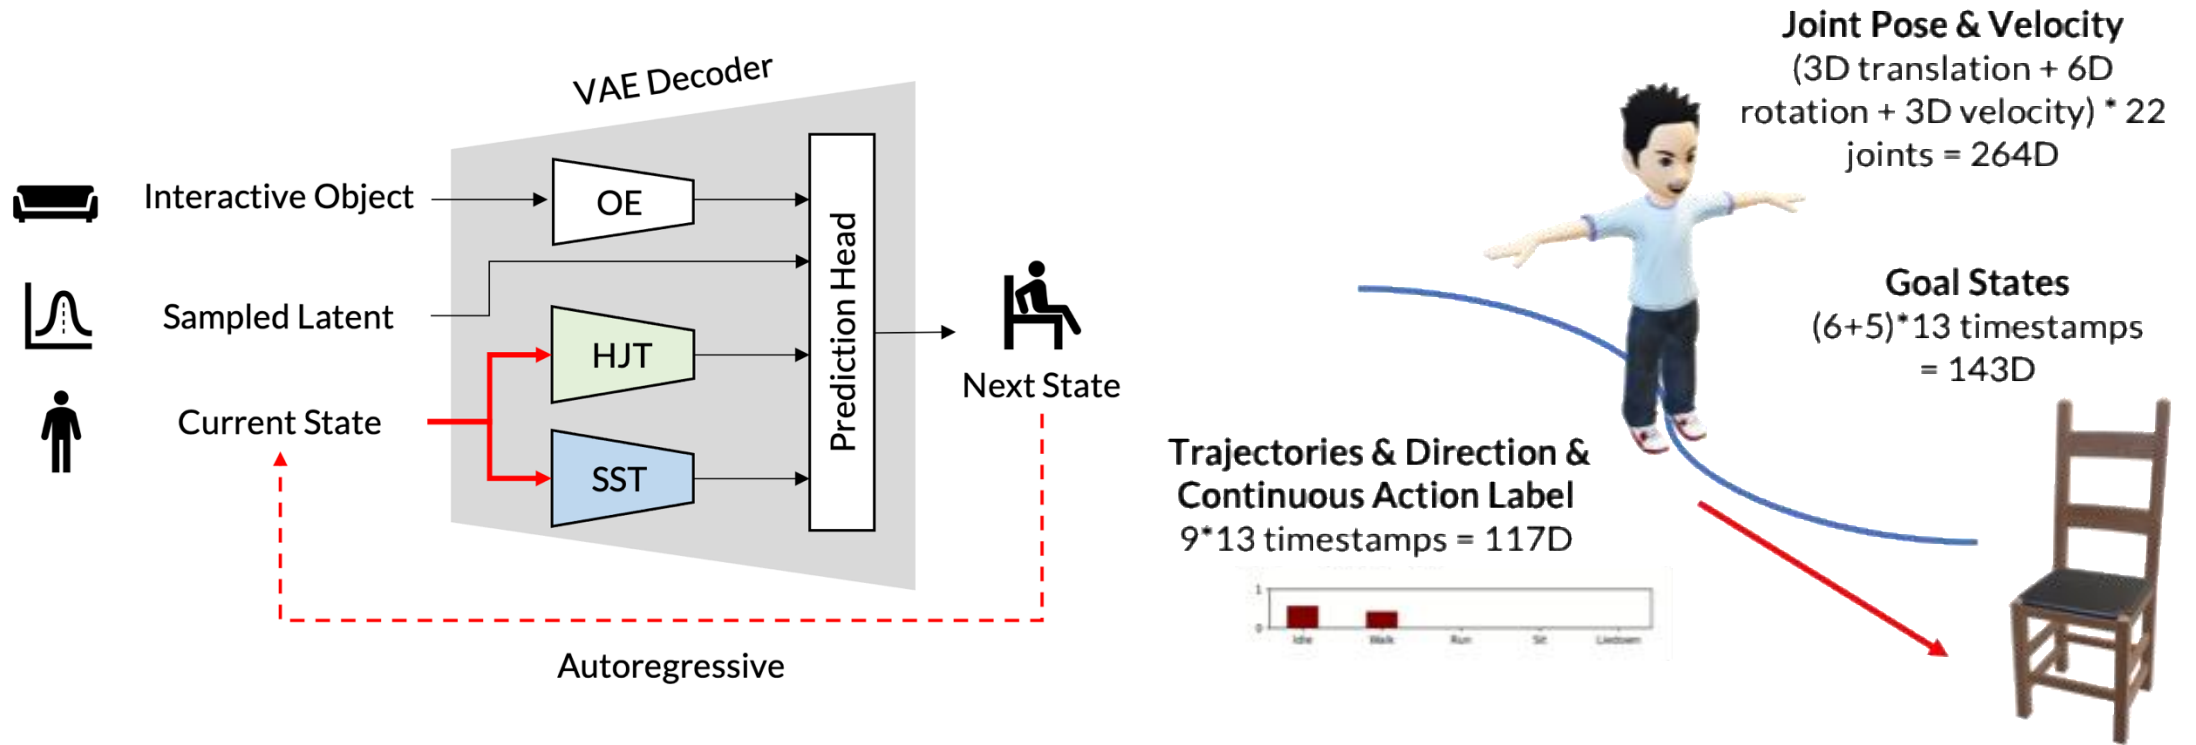 VAE Decoder
Interactive Object
OE
Sampled Latent
HJT
Current State
SST
Prediction Head
Next State
Autoregressive
Joint Pose & Velocity
(3D translation + 6D
rotation + 3D velocity) * 22
joints = 264D
Goal States
(6+5)*13 timestamps
= 143D
Trajectories & Direction &
Continuous Action Label
9*13 timestamps = 117D
1
0
Idle Walk Run Sit Liedown